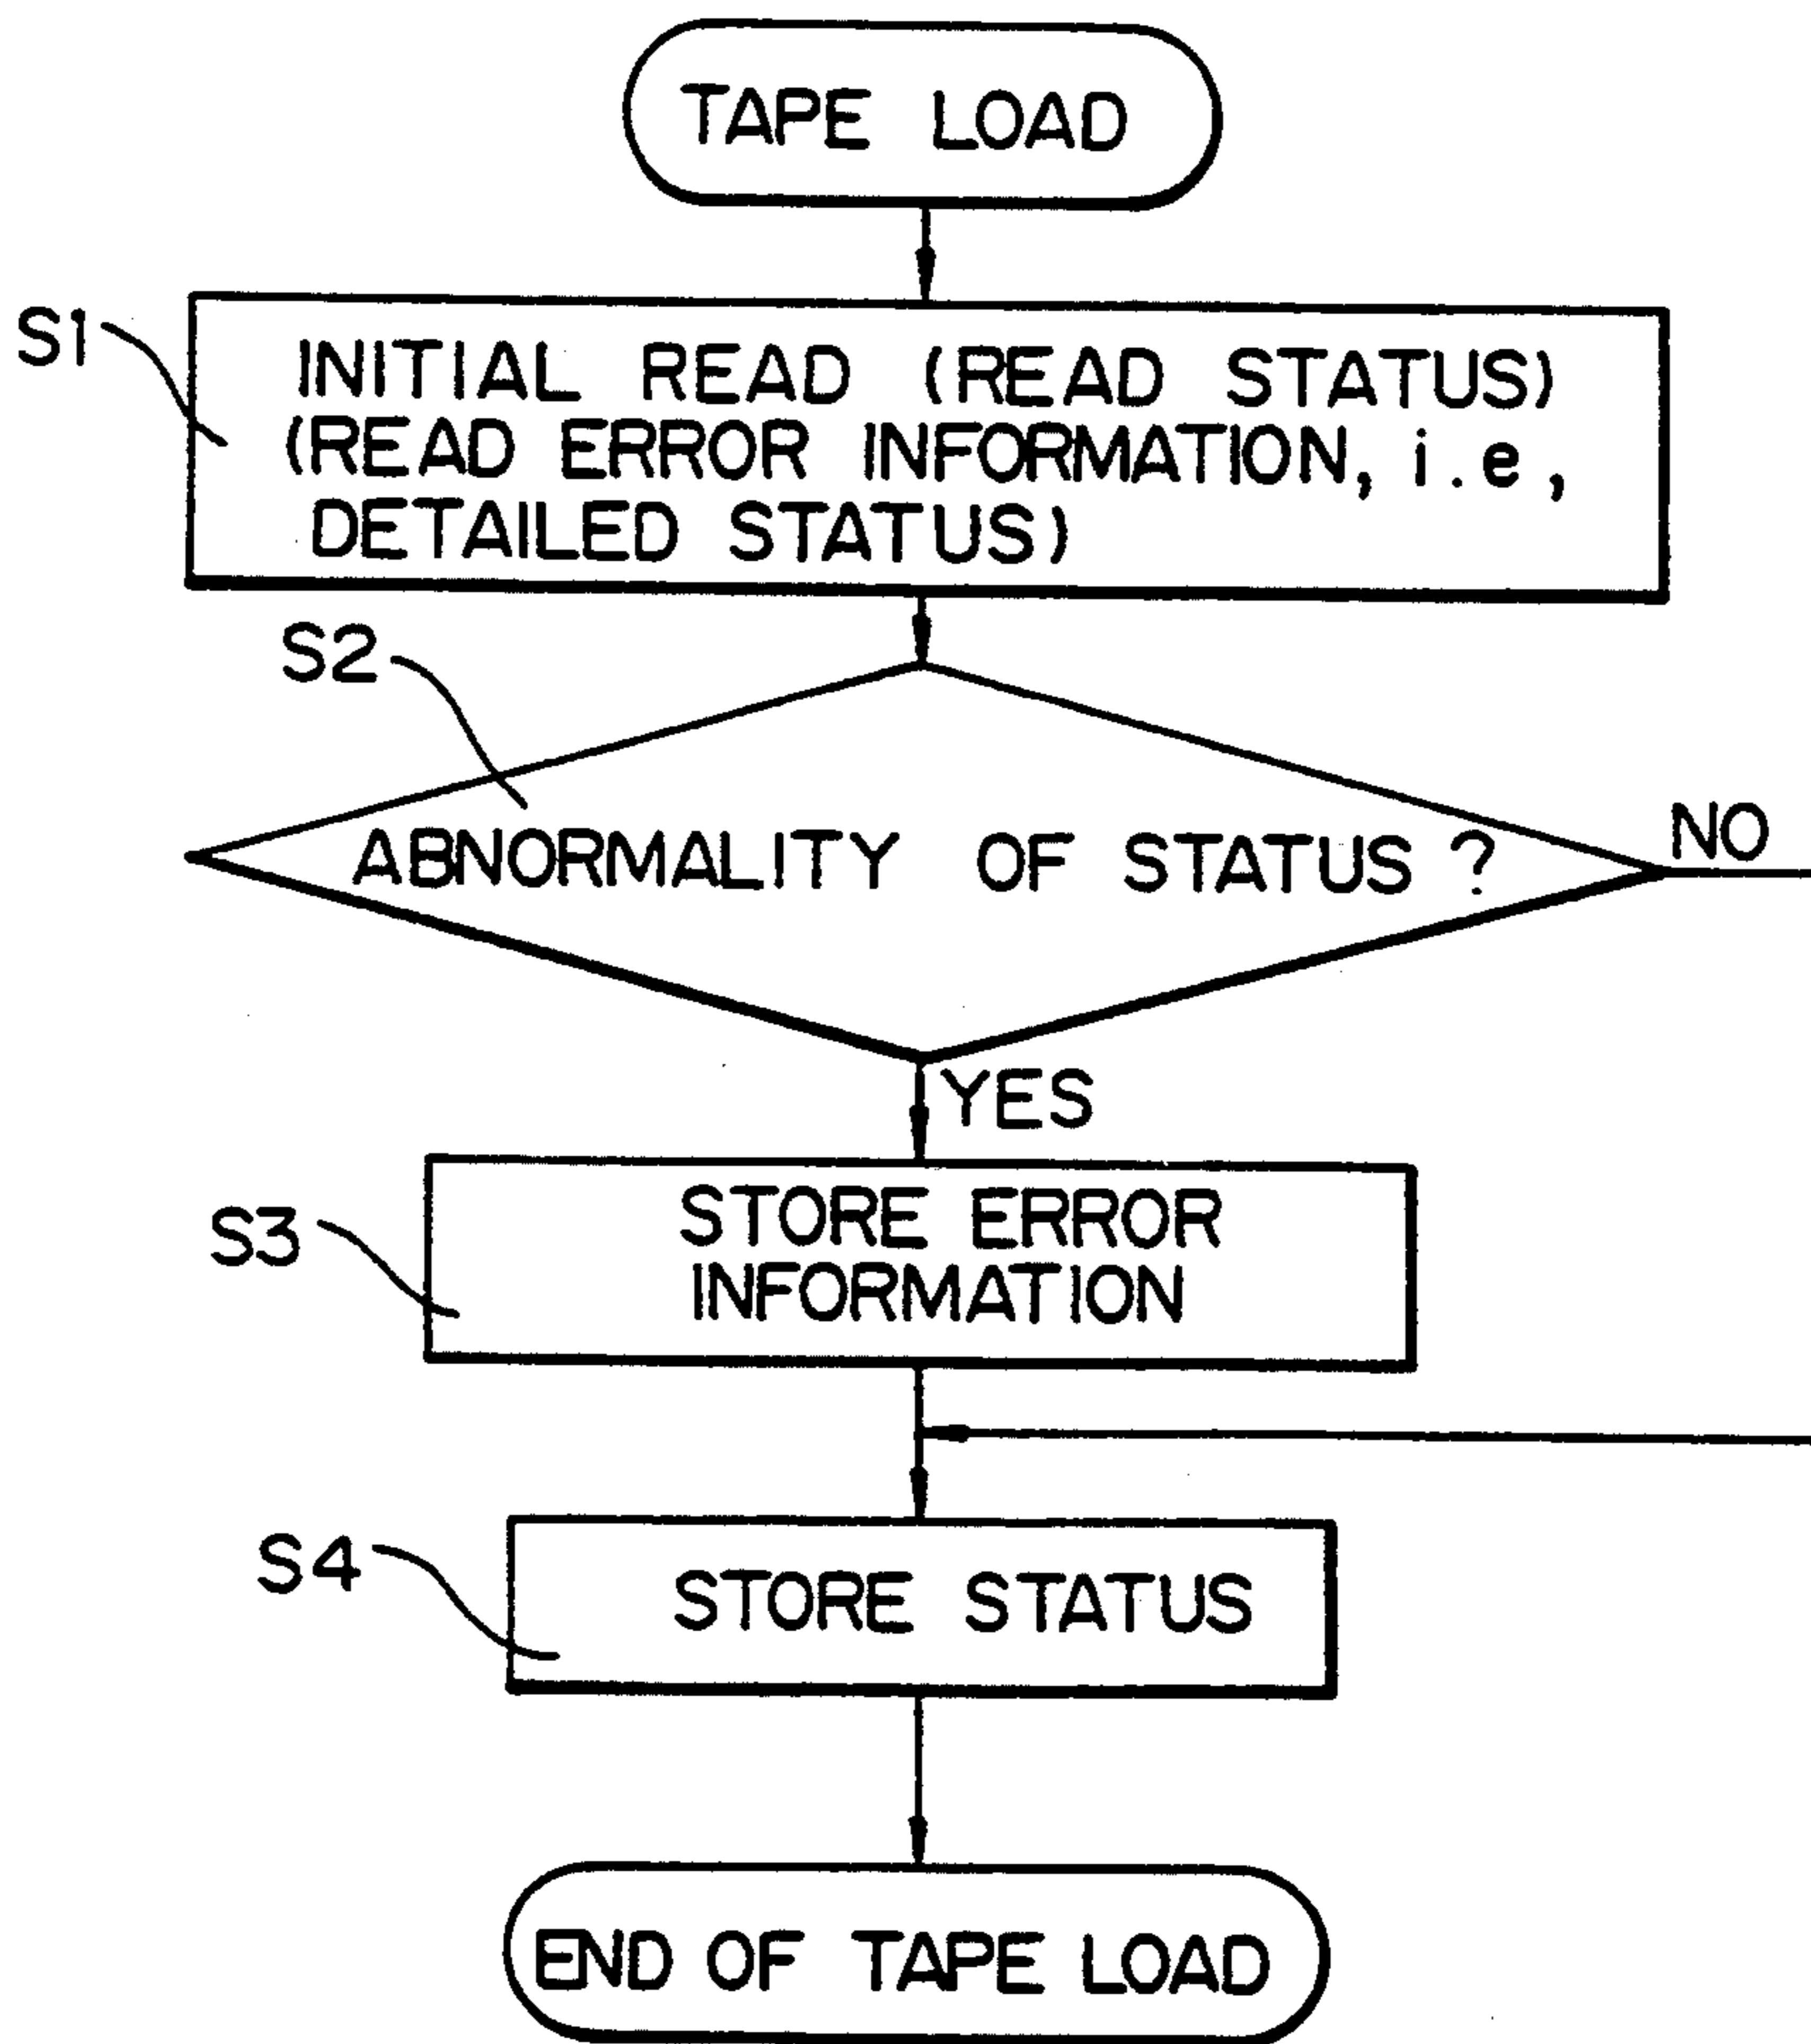 TAPE LOAD
S1
INITIAL READ (READ STATUS)
(READ ERROR INFORMATION, i.e,
DETAILED STATUS)
S2
ABNORMALITY OF STATUS ?
NO
YES
S3
STORE ERROR
INFORMATION
S4
STORE STATUS
END OF TAPE LOAD